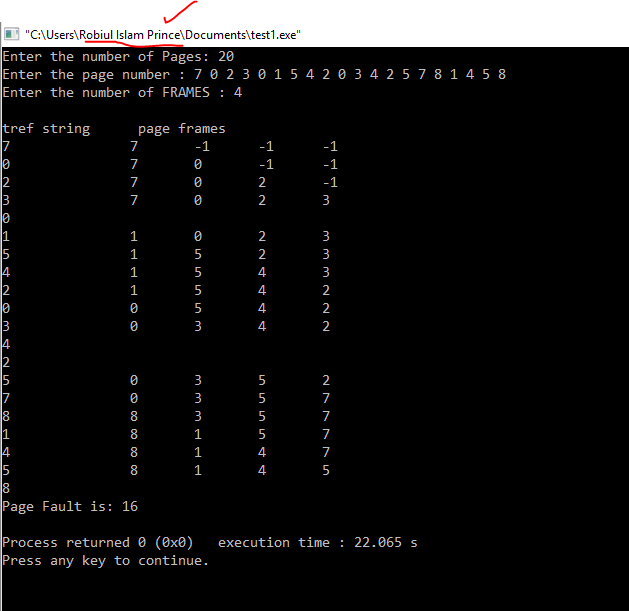 "C:\Users\Robiul Islam Prince\Documents\test1.exe"
Enter the number of Pages: 20
Enter the page number : 7 0 2 3 0 1 5 4 2 0 3 4 2 5 7 8 1 4 5 8
Enter the number of FRAMES : 4
tref string page frames
7 7 -1 -1 -1
0 7 0 -1 -1
2 7 0 2 -1
3 7 0 2 3
0
1 1 0 2 3
5 1 5 2 3
4 1 5 4 3
2 1 5 4 2
0 0 5 4 2
3 0 3 4 2
4
2
5 0 3 5 2
7 0 3 5 7
8 8 3 5 7
1 8 1 5 7
4 8 1 4 7
5 8 1 4 5
8
Page Fault is: 16
Process returned 0 (0x0) execution time : 22.065 s
Press any key to continue.